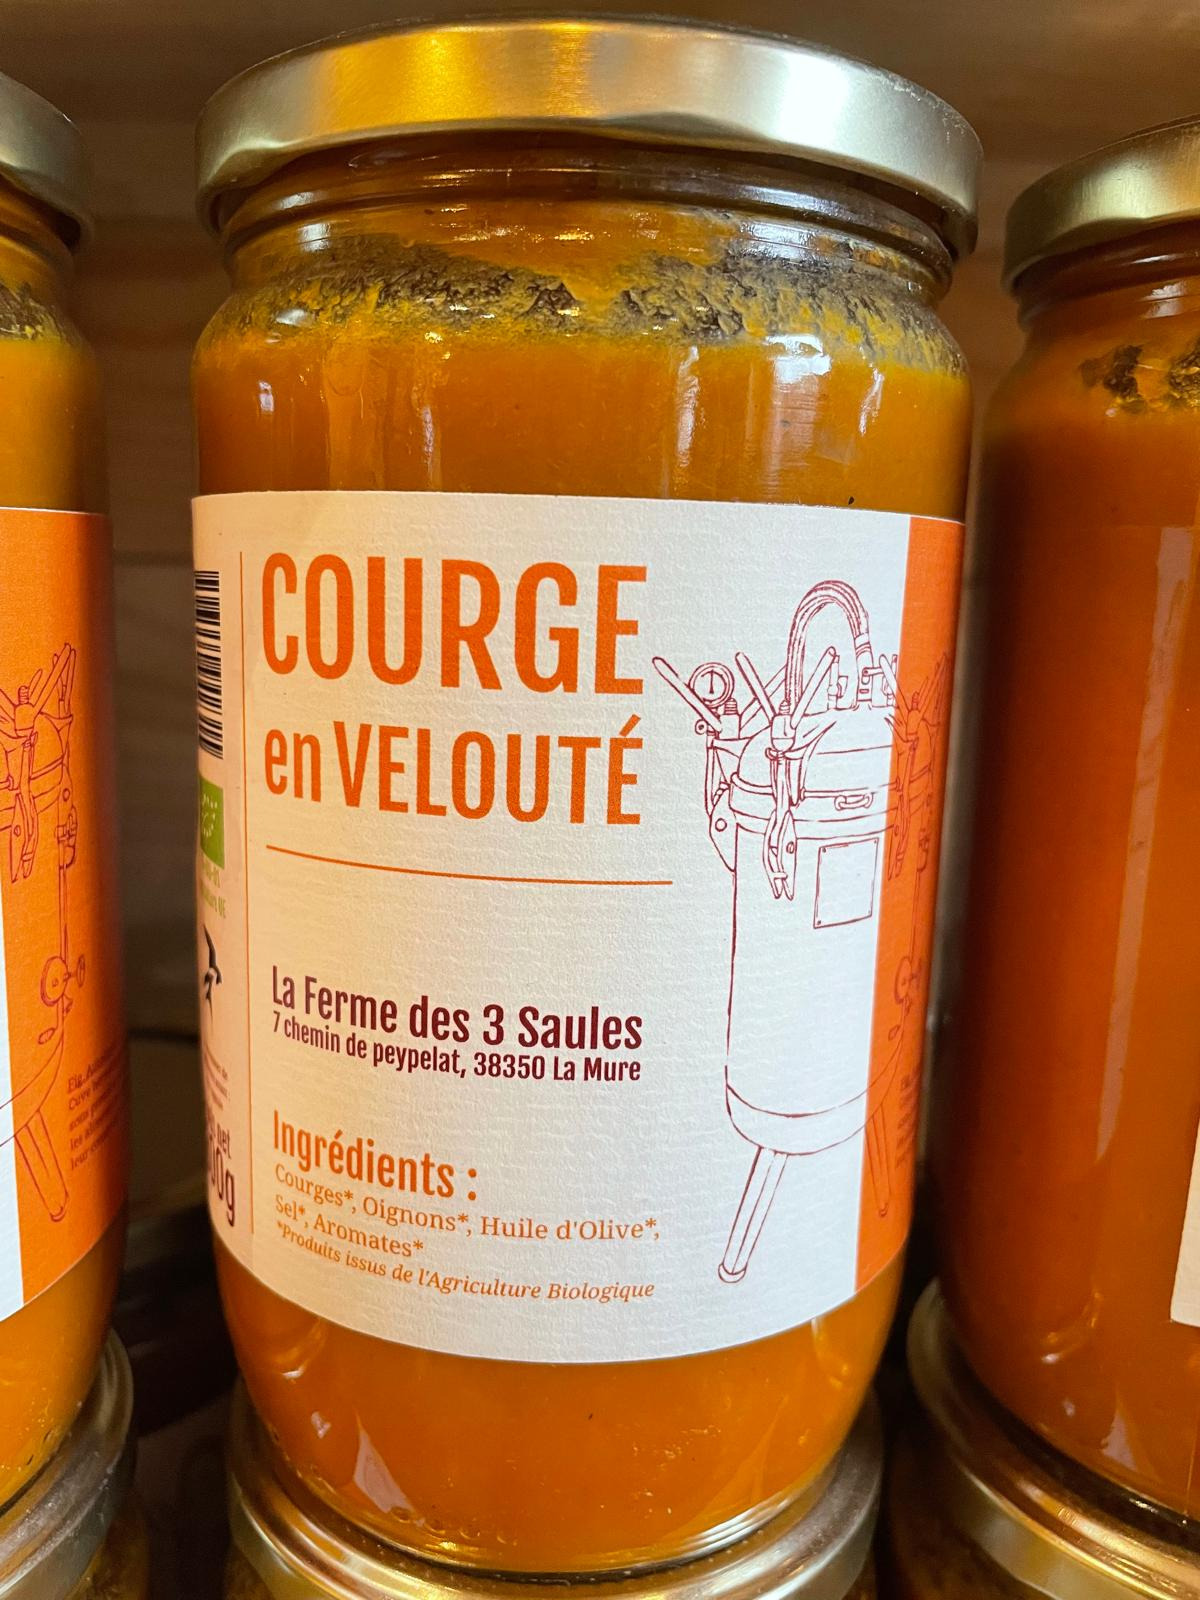 COURGE
en VELOUTÉ
La Ferme des 3 Saules
7 chemin de peypelat, 38350 La Mure
Ingrédients :
Courges*, Oignons*, Huile d'Olive*,
Sel*, Aromates*
*Produits issus de l'Agriculture Biologique
net